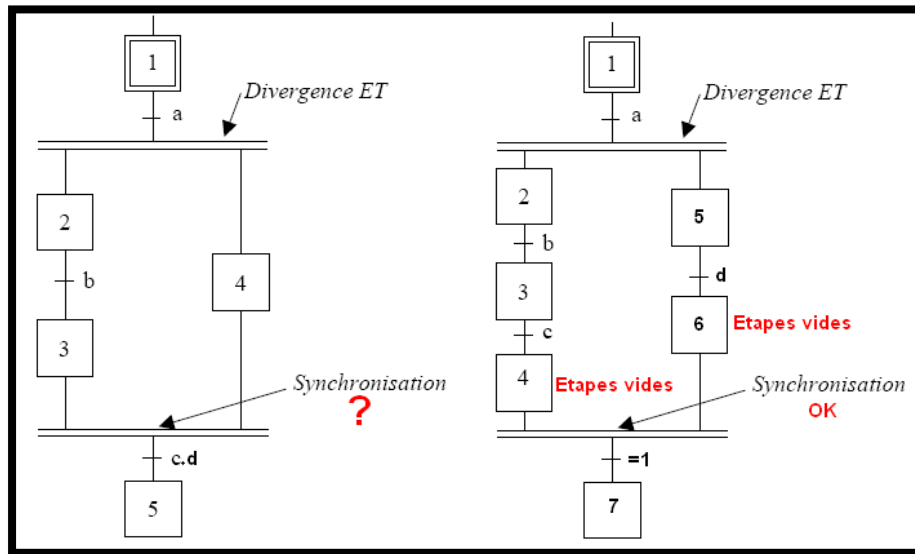 1
a
Divergence ET
2
b
4
3
Synchronisation
?
c.d
5
1
a
Divergence ET
2
5
b
d
3
6
Etapes vides
c
4
Etapes vides
Synchronisation
OK
=1
7